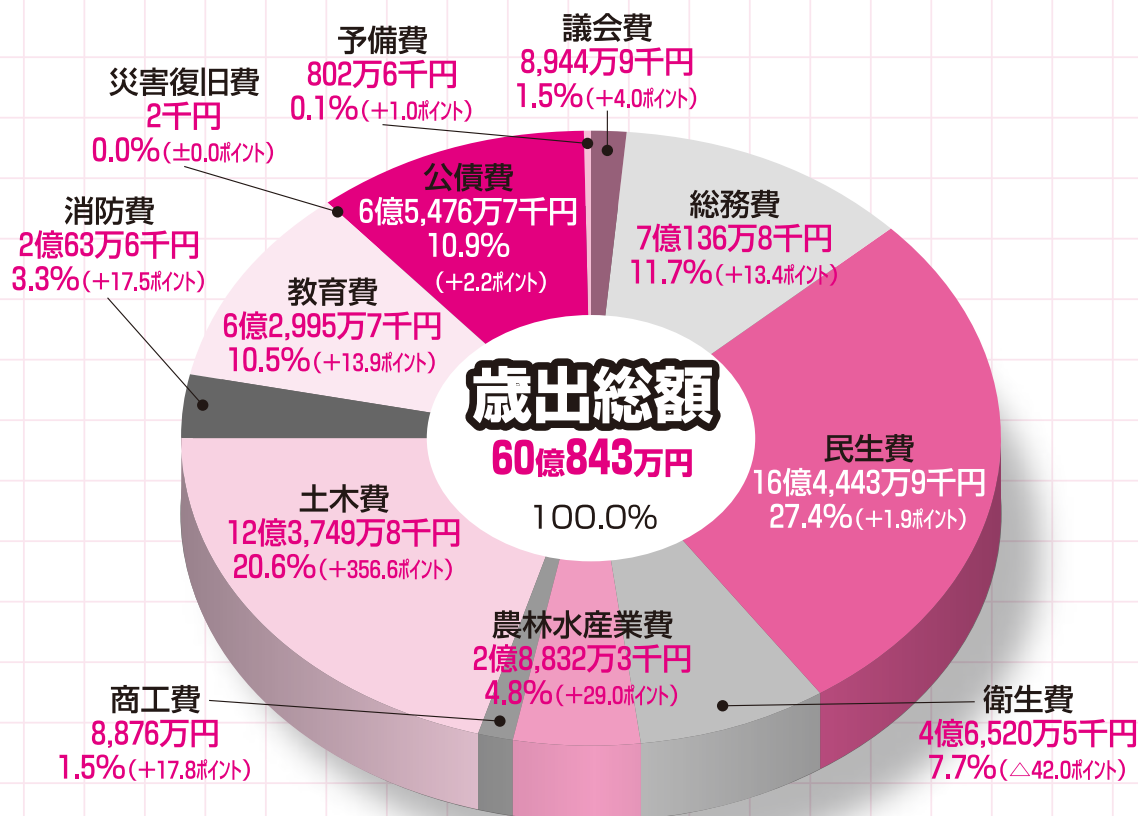 議会費
8,944万9千円
1.5%(+4.0ポイント)
総務費
7億136万8千円
11.7%(+13.4ポイント)
民生費
16億4,443万9千円
27.4%(+1.9ポイント)
衛生費
4億6,520万5千円
7.7%(△42.0ポイント)
農林水産業費
2億8,832万3千円
4.8%(+29.0ポイント)
商工費
8,876万円
1.5%(+17.8ポイント)
土木費
12億3,749万8千円
20.6%(+356.6ポイント)
消防費
2億63万6千円
3.3%(+17.5ポイント)
教育費
6億2,995万7千円
10.5%(+13.9ポイント)
災害復旧費
2千円
0.0%(±0.0ポイント)
公債費
6億5,476万7千円
10.9%
(+2.2ポイント)
予備費
802万6千円
0.1%(+1.0ポイント)
歳出総額
60億843万円
100.0%